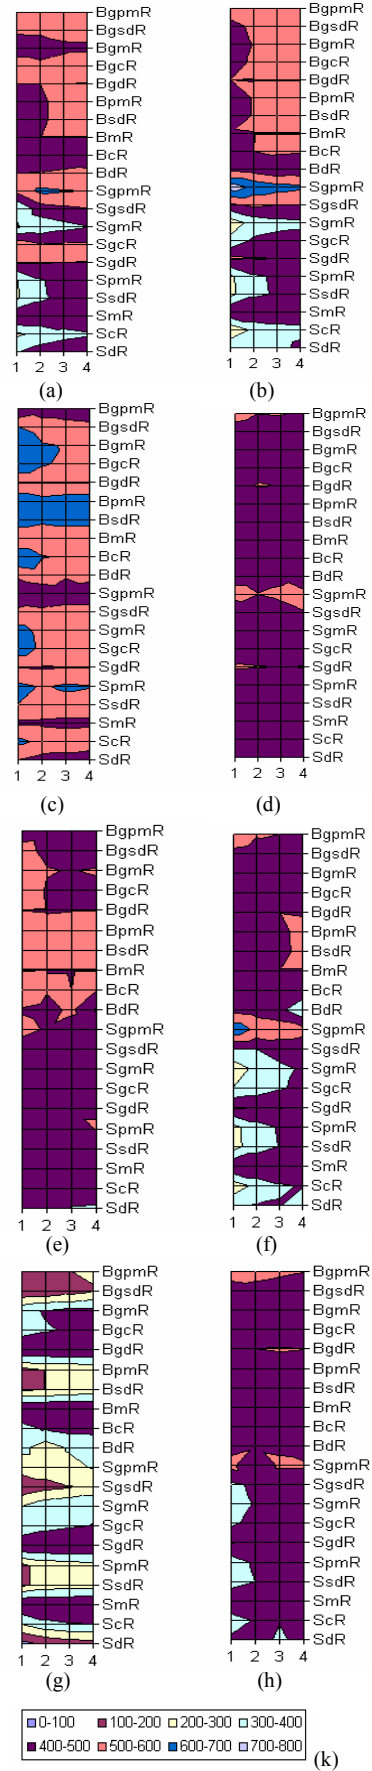 BgpmR BgpmR
BgsdR BgsdR
BgmR BgmR
BgcR BgcR
BgdR BgdR
BpmR BpmR
BsdR BsdR
BmR BmR
BcR BcR
BdR BdR
SgpmR SgpmR
SgsdR SgsdR
SgmR SgmR
SgcR SgcR
SgdR SgdR
SpmR SpmR
SsdR SsdR
SmR SmR
ScR ScR
SdR SdR
1 2 3 4 1 2 3 4
(a) (b)
BgpmR BgpmR
BgsdR BgsdR
BgmR BgmR
BgcR BgcR
BgdR BgdR
BpmR BpmR
BsdR BsdR
BmR BmR
BcR BcR
BdR BdR
SgpmR SgpmR
SgsdR SgsdR
SgmR SgmR
SgcR SgcR
SgdR SgdR
SpmR SpmR
SsdR SsdR
SmR SmR
ScR ScR
SdR SdR
1 2 3 4 1 2 3 4
(c) (d)
BgpmR BgpmR
BgsdR BgsdR
BgmR BgmR
BgcR BgcR
BgdR BgdR
BpmR BpmR
BsdR BsdR
BmR BmR
BcR BcR
BdR BdR
SgpmR SgpmR
SgsdR SgsdR
SgmR SgmR
SgcR SgcR
SgdR SgdR
SpmR SpmR
SsdR SsdR
SmR SmR
ScR ScR
SdR SdR
1 2 3 4 1 2 3 4
(e) (f)
BgpmR BgpmR
BgsdR BgsdR
BgmR BgmR
BgcR BgcR
BgdR BgdR
BpmR BpmR
BsdR BsdR
BmR BmR
BcR BcR
BdR BdR
SgpmR SgpmR
SgsdR SgsdR
SgmR SgmR
SgcR SgcR
SgdR SgdR
SpmR SpmR
SsdR SsdR
SmR SmR
ScR ScR
SdR SdR
1 2 3 4 1 2 3 4
(g) (h)
0-100 100-200 200-300 300-400
400-500 500-600 600-700 700-800 (k)